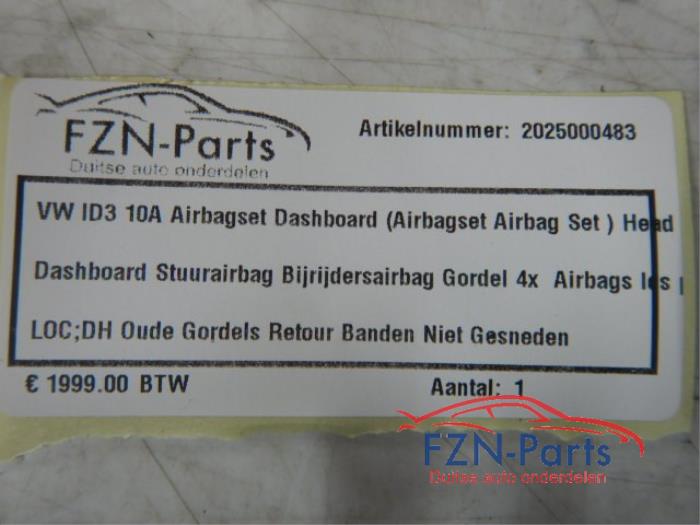 FZN-Parts
Duitse auto onderdelen
Artikelnummer: 2025000483
VW ID3 10A Airbagset Dashboard (Airbagset Airbag Set ) Head
Dashboard Stuurairbag Bijrijdersairbag Gordel 4x Airbags los
LOC;DH Oude Gordels Retour Banden Niet Gesneden
€ 1999.00 BTW
Aantal: 1
FZN-Parts
Duitse auto onderdelen